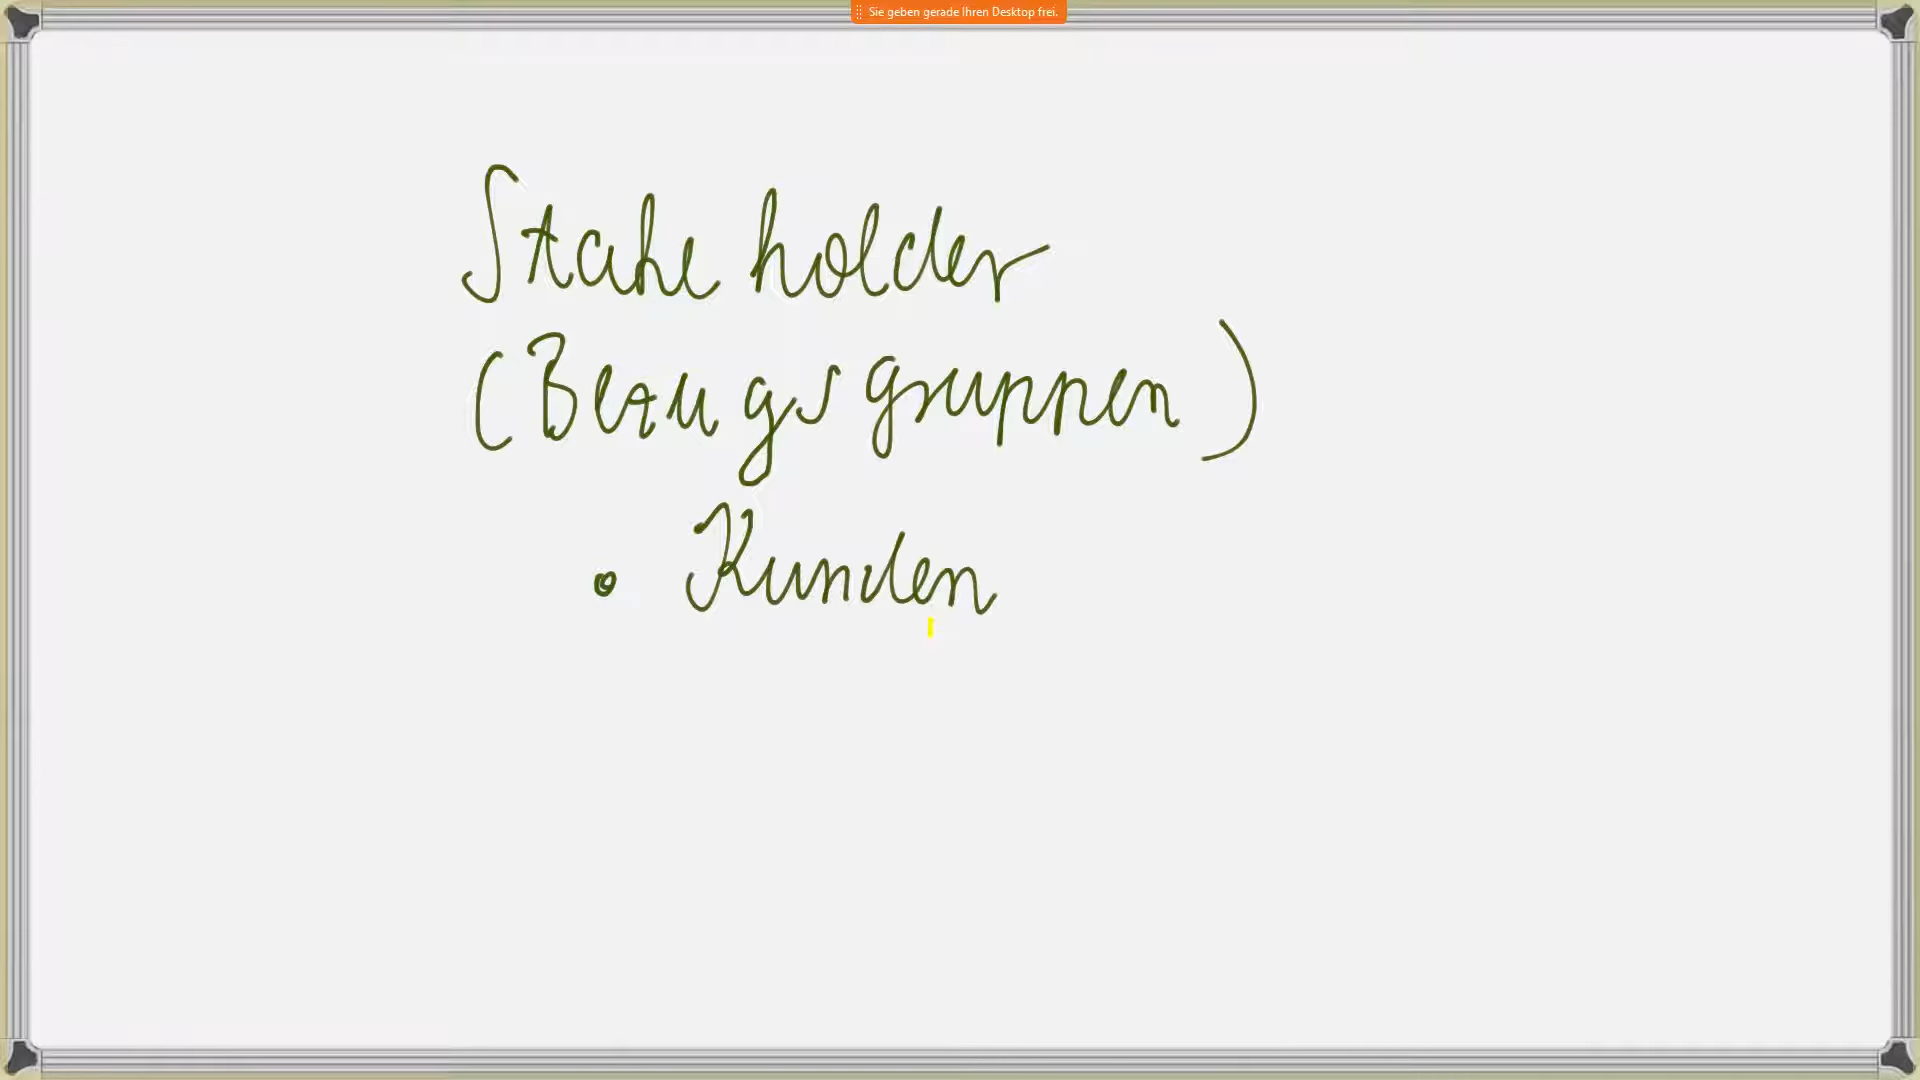 Sie geben gerade Ihren Desktop frei.
Stakeholder
(Bezugsgruppen)
• Kunden